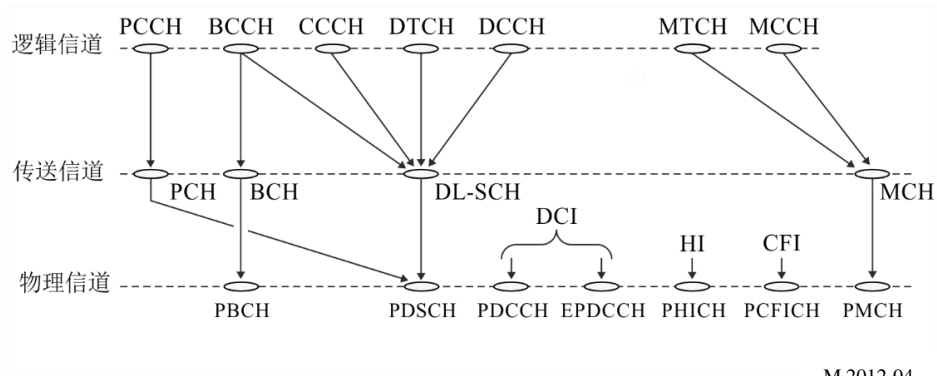 PCCH BCCH CCCH DTCH DCCH MTCH MCCH
逻辑信道
传送信道
PCH BCH DL-SCH MCH
DCI
HI CFI
物理信道
PBCH PDSCH PDCCH EPDCCH PHICH PCFICH PMCH
M.2012-04